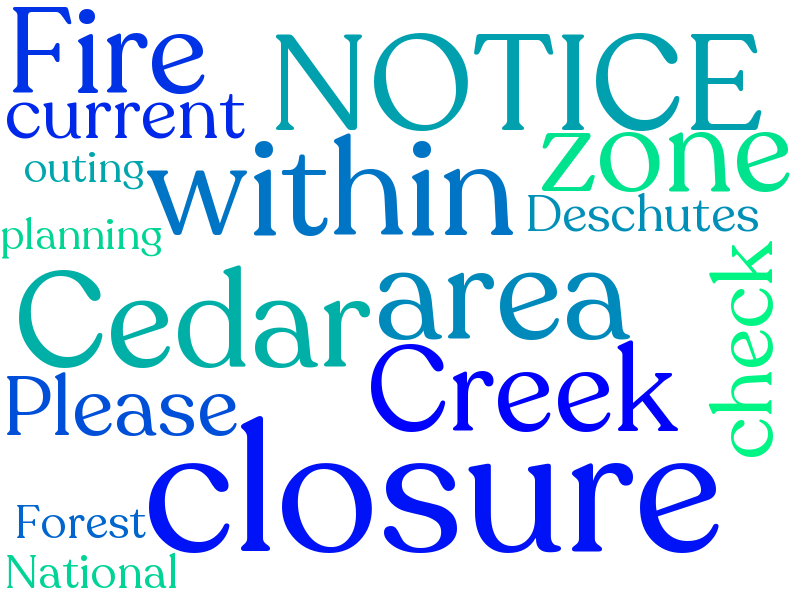 Fire
NOTICE
current
zone
outing
within
Deschutes
planning
check
Cedar
area
Creek
Please
closure
Forest
National